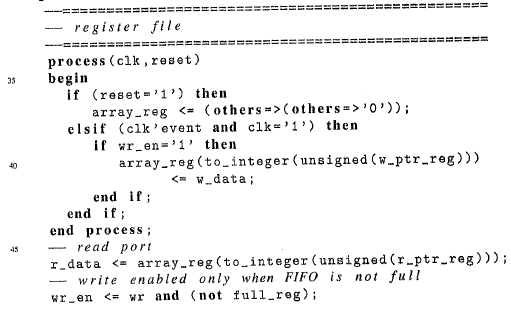 --==================================================
-- register file
--==================================================
process(clk,reset)
35 begin
if (reset='1') then
array_reg <= (others=>(others=>'0'));
elsif (clk'event and clk='1') then
if wr_en='1' then
40 array_reg(to_integer(unsigned(w_ptr_reg)))
<= w_data;
end if;
end if;
end process;
45 -- read port
r_data <= array_reg(to_integer(unsigned(r_ptr_reg)));
-- write enabled only when FIFO is not full
wr_en <= wr and (not full_reg);